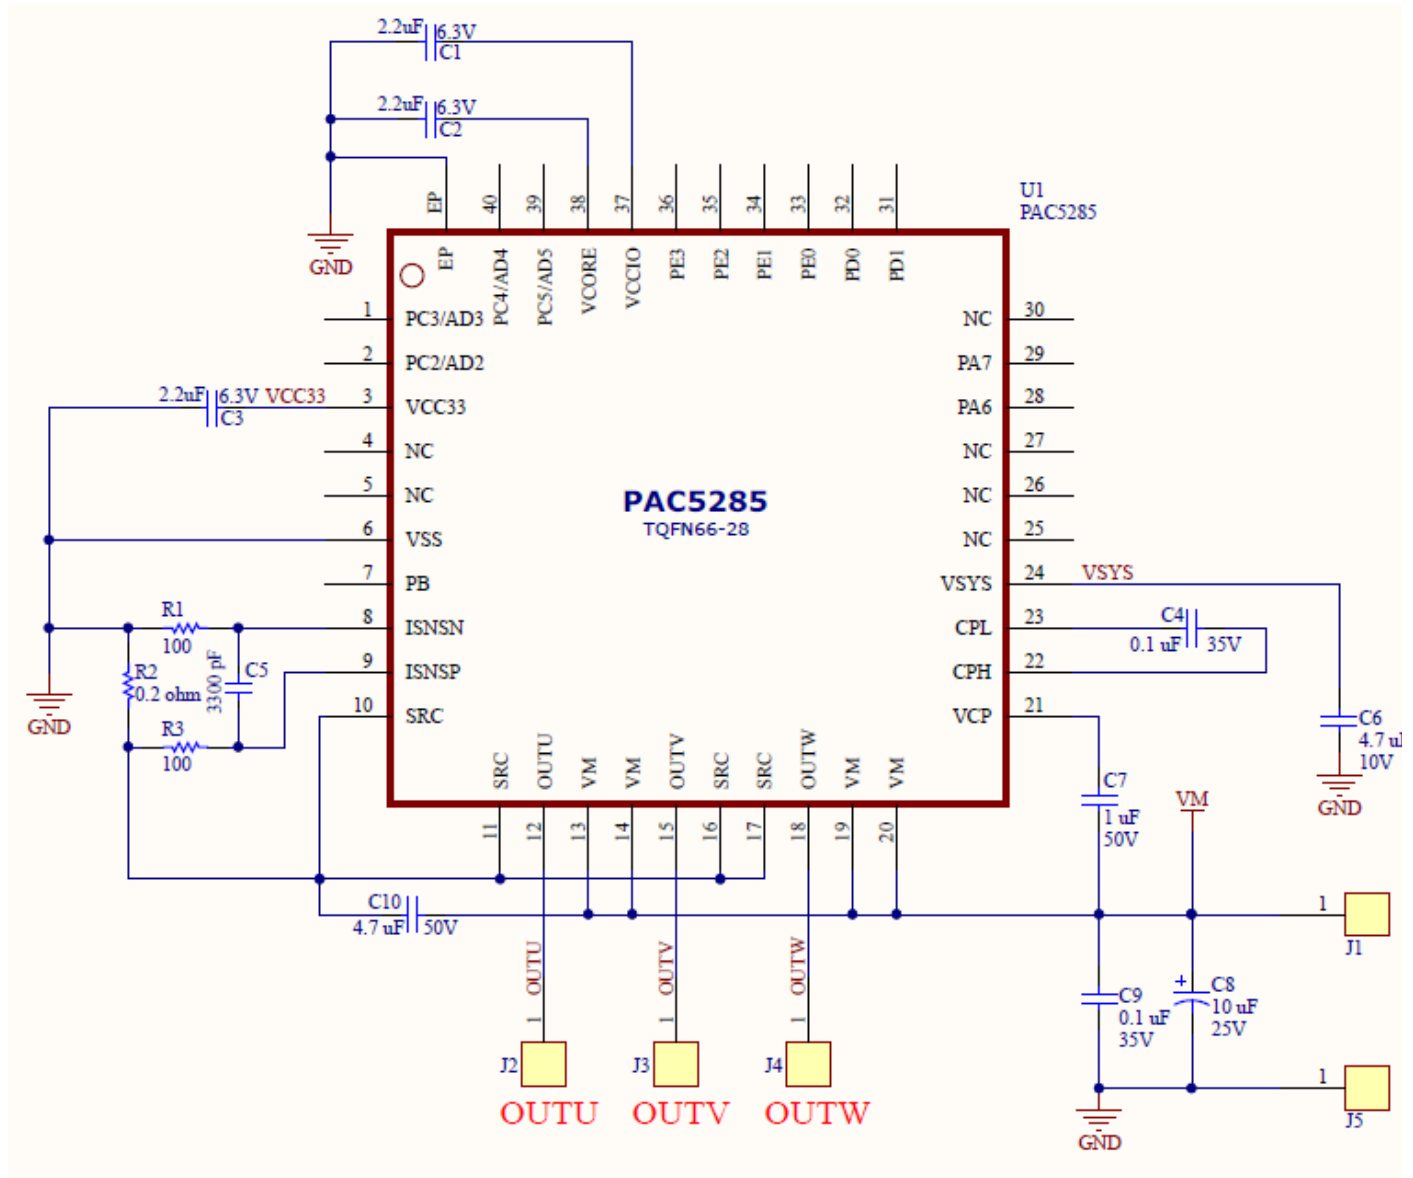 2.2uF 6.3V
C1
2.2uF 6.3V
C2
GND
U1
PAC5285
EP 40 39 38 37 36 35 34 33 32 31
EP PC4/AD4 PC5/AD5 VCORE VCCIO PE3 PE2 PE1 PE0 PD0 PD1
1 PC3/AD3 NC 30
2 PC2/AD2 PA7 29
2.2uF 6.3V VCC33 3 VCC33 PA6 28
C3
4 NC NC 27
5 NC NC 26
PAC5285
TQFN66-28
6 VSS NC 25
7 PB VSYS 24 VSYS
R1
100
8 ISNSN CPL 23
C4
0.1 uF 35V
R2
0.2 ohm
3300 pF
C5
9 ISNSP CPH 22
GND
10 SRC VCP 21
R3
100
C6
4.7 u
10V
GND
SRC OUTU VM VM OUTV SRC SRC OUTW VM VM
11 12 13 14 15 16 17 18 19 20
C7
1 uF
50V
VM
C10
4.7 uF 50V
1
J1
OUTU OUTV OUTW
C9
0.1 uF
35V
+
C8
10 uF
25V
1 1 1
J2 J3 J4
OUTU OUTV OUTW
1
J5
GND